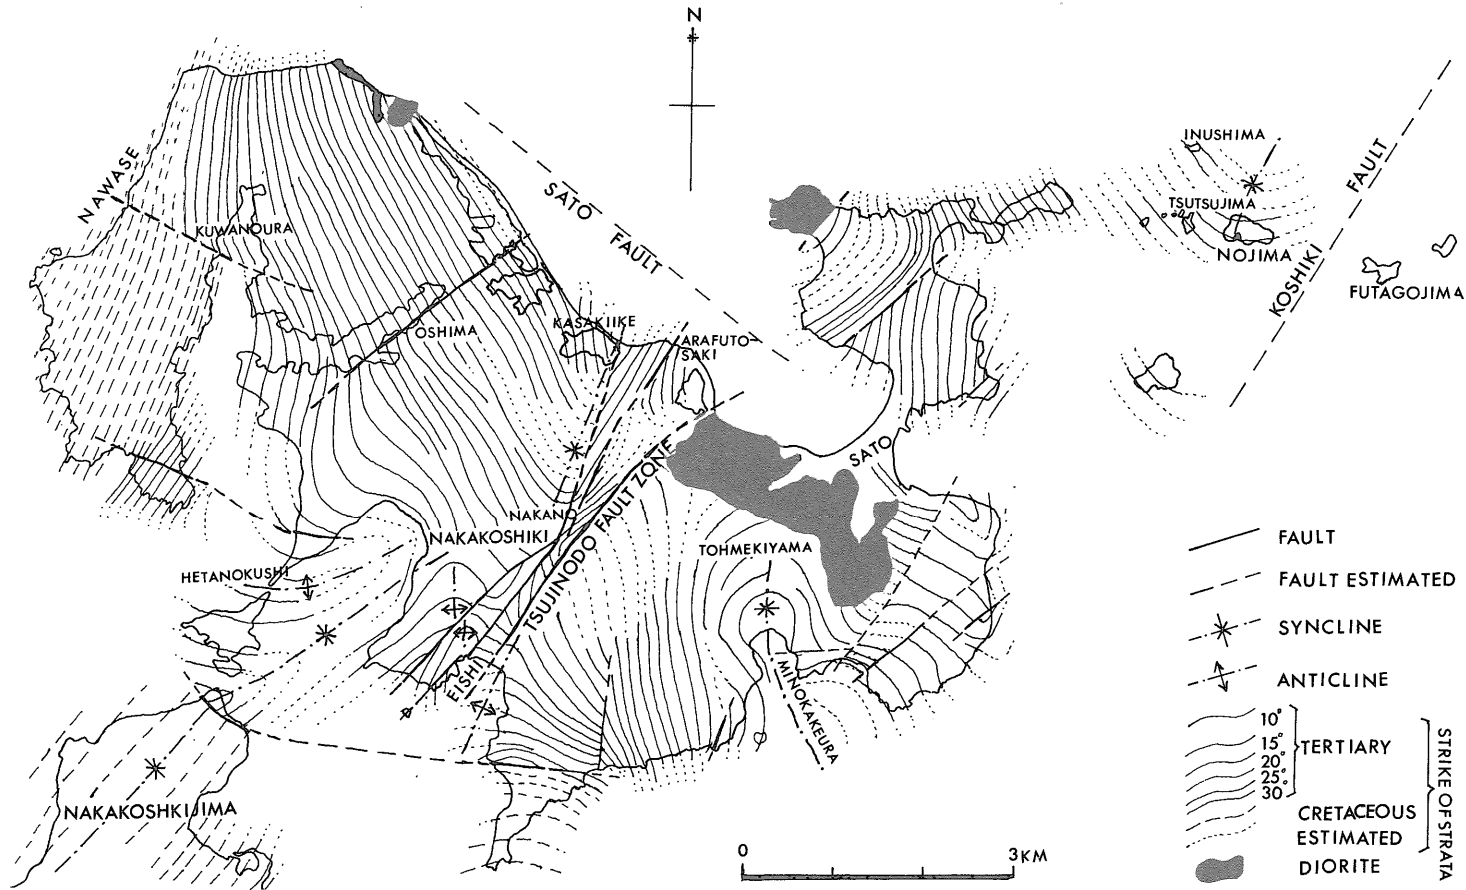 N
NAWASE
KUWANOURA
SATO
FAULT
OSHIMA
KASAKIIKE
ARAFUTO-
SAKI
INUSHIMA
TSUTSUJIMA
NOJIMA
KOSHIKI
FAULT
FUTAGOJIMA
SATO
NAKANO
NAKAKOSHIKI
TSUJINODO FAULT ZONE
TOHMEKIYAMA
HETANOKUSHI
EISHI
MINOKAKEURA
NAKAKOSHKIJIMA
0
3KM
FAULT
FAULT ESTIMATED
SYNCLINE
ANTICLINE
10°
15°
20°
25°
30°
TERTIARY
CRETACEOUS
ESTIMATED
STRIKE OF STRATA
DIORITE